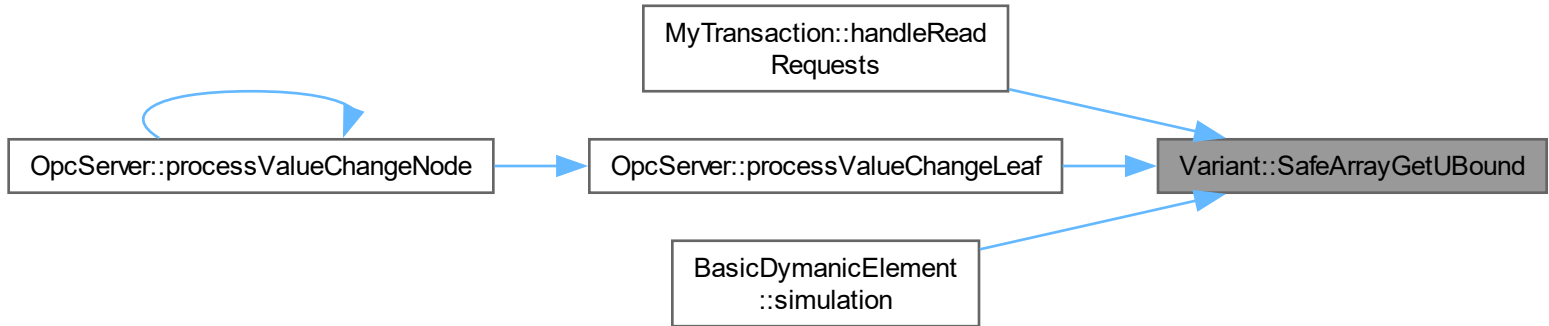 MyTransaction::handleRead
Requests
OpcServer::processValueChangeNode
OpcServer::processValueChangeLeaf
Variant::SafeArrayGetUBound
BasicDymanicElement
::simulation